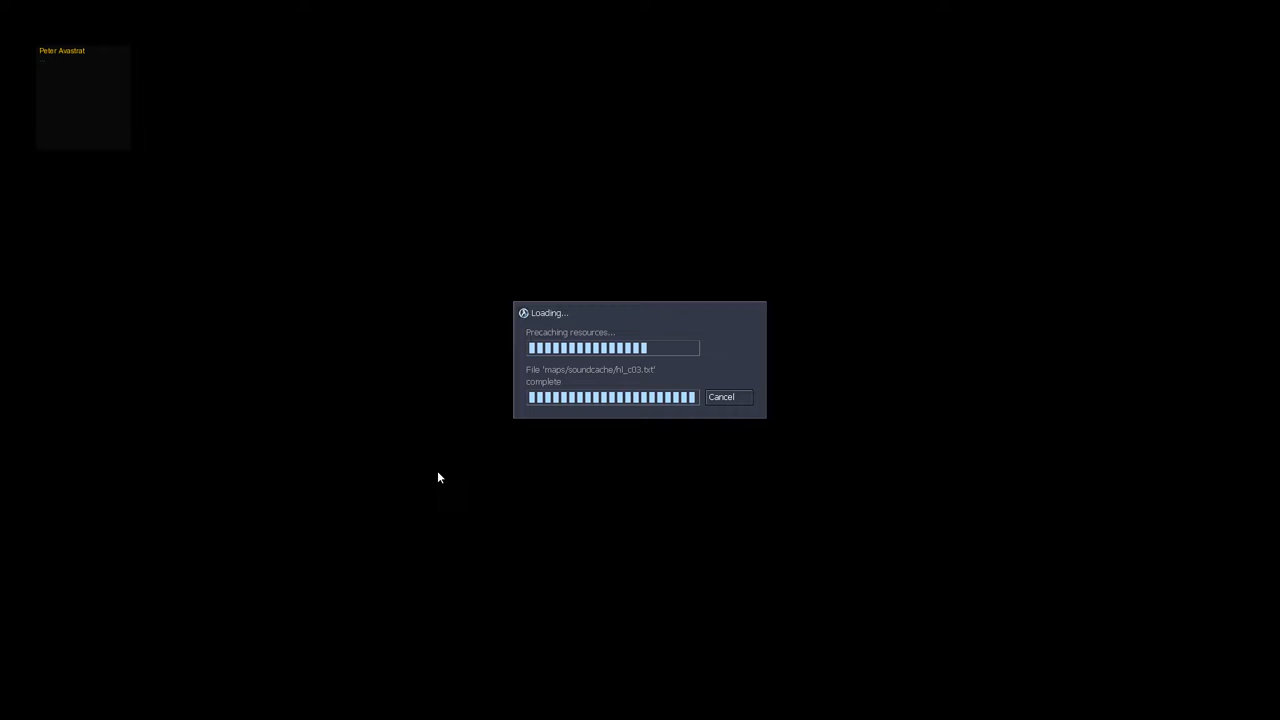 Peter Avastrat
Loading...
Precaching resources...
File 'maps/soundcache/hl_c03.txt'
complete
Cancel